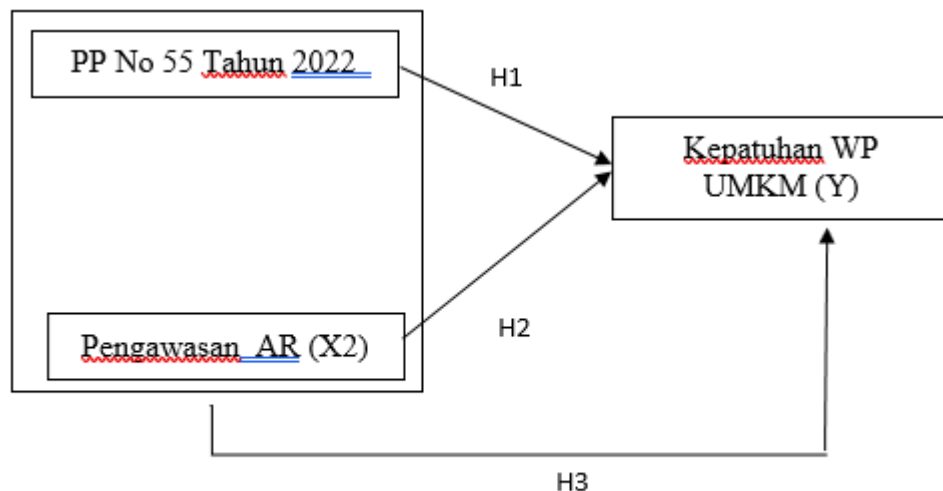 PP No 55 Tahun 2022
H1
Kepatuhan WP
UMKM (Y)
H2
Pengawasan AR (X2)
H3